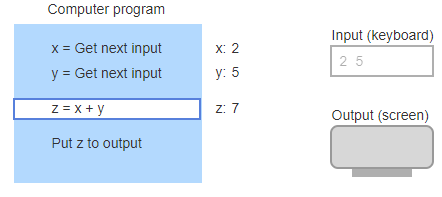 Computer program
x = Get next input
y = Get next input
z = x + y
Put z to output
x: 2
y: 5
z: 7
Input (keyboard)
2 5
Output (screen)